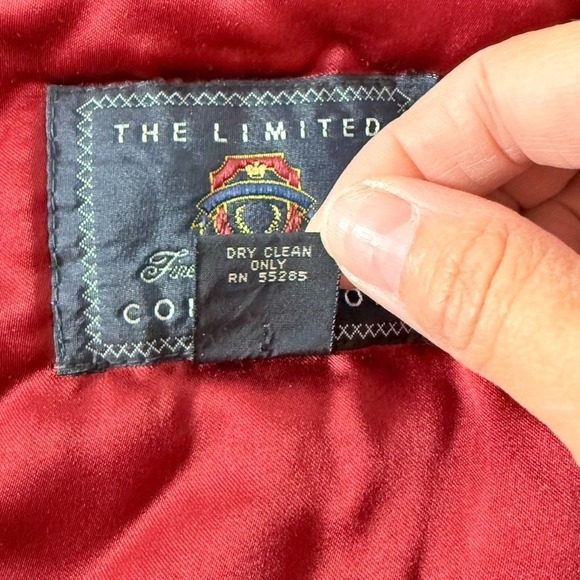 THE LIMITED
DRY CLEAN
ONLY
RN 55285